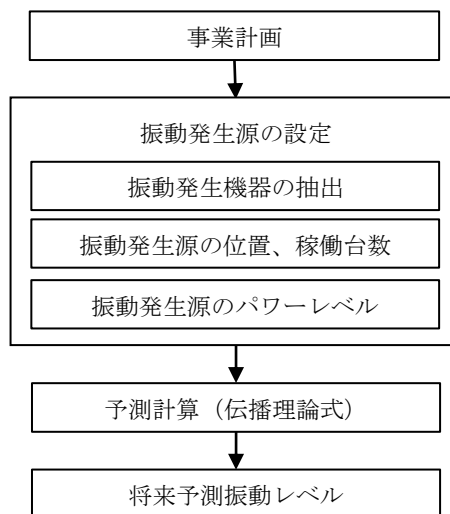 事業計画
振動発生源の設定
振動発生機器の抽出
振動発生源の位置、稼働台数
振動発生源のパワーレベル
予測計算（伝播理論式）
将来予測振動レベル